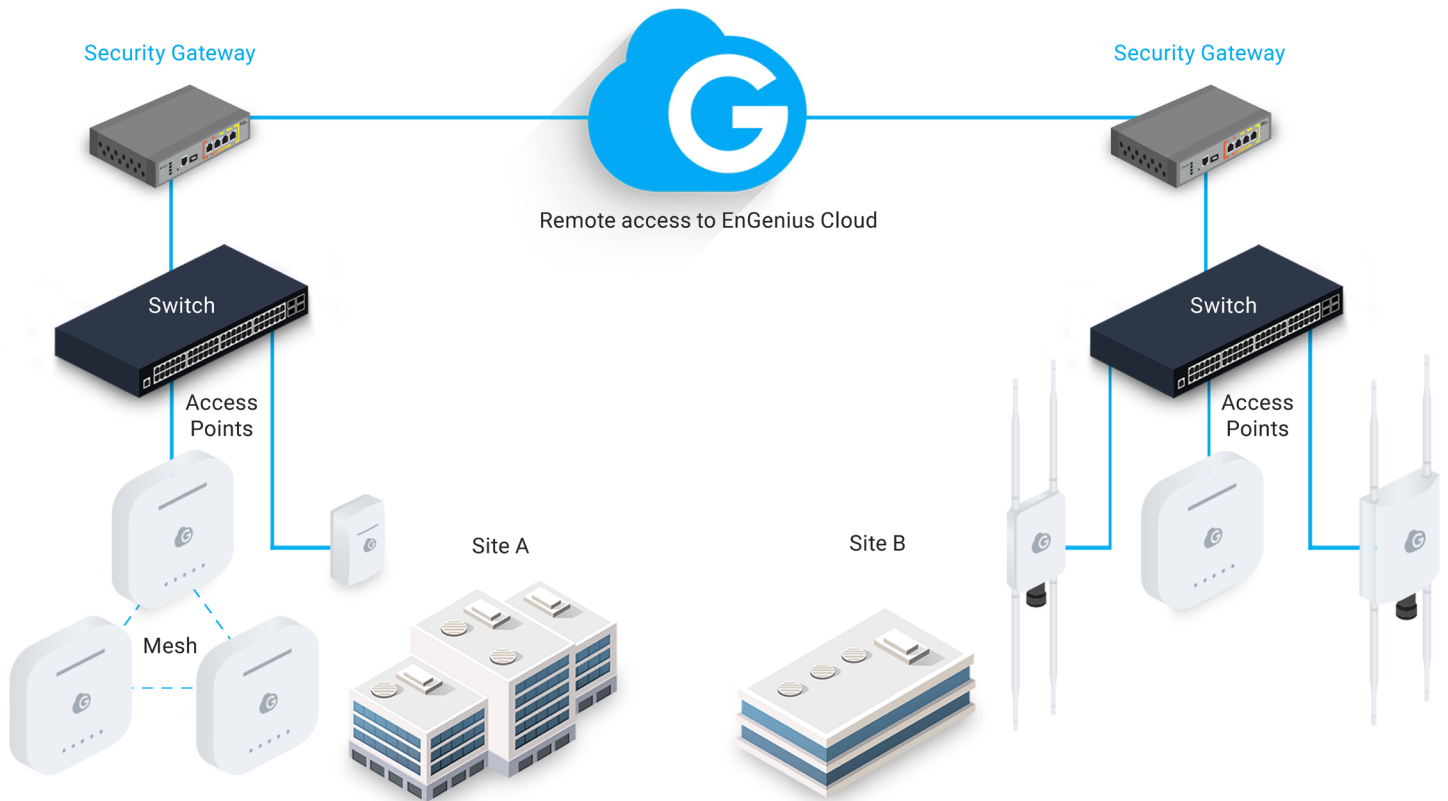 Security Gateway
Security Gateway
G
Remote access to EnGenius Cloud
Switch
Switch
Access
Points
Access
Points
Site A
Site B
Mesh